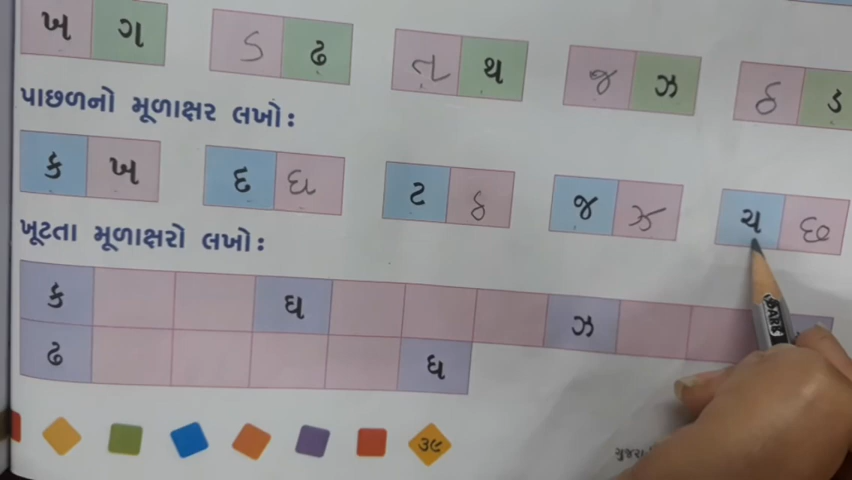 ખ ગ ડ ઢ ત થ જ ઝ ઠ ડ
પાછળનો મૂળાક્ષર લખો:
ક ખ દ ધ ટ ઠ જ ઝ ચ છ
ખૂટતા મૂળાક્ષરો લખો:
ક ઘ ઝ
ઢ ધ
૩૯